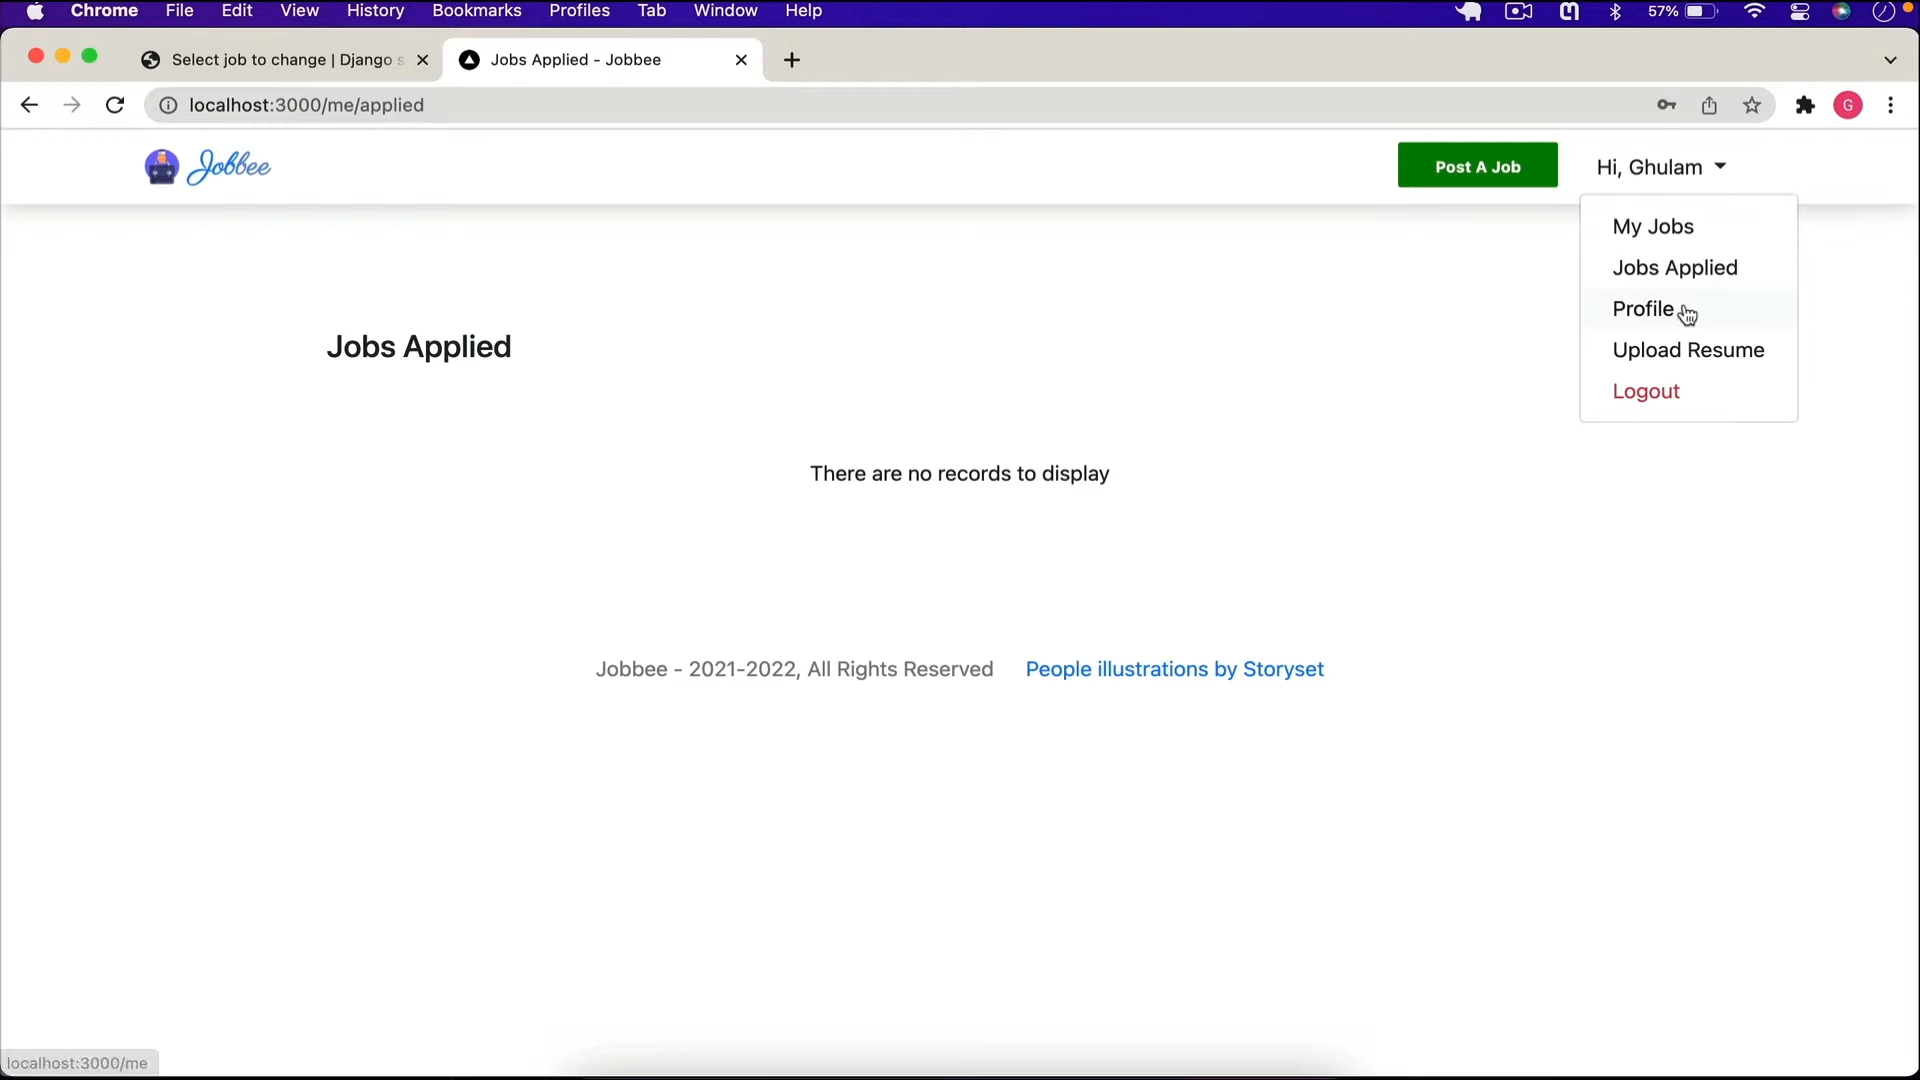 Chrome File Edit View History Bookmarks Profiles Tab Window Help 57%
Select job to change | Django s Jobs Applied - Jobbee
localhost:3000/me/applied G
Jobbee Post A Job Hi, Ghulam
My Jobs
Jobs Applied
Profile
Upload Resume
Logout
Jobs Applied
There are no records to display
Jobbee - 2021-2022, All Rights Reserved People illustrations by Storyset
localhost:3000/me